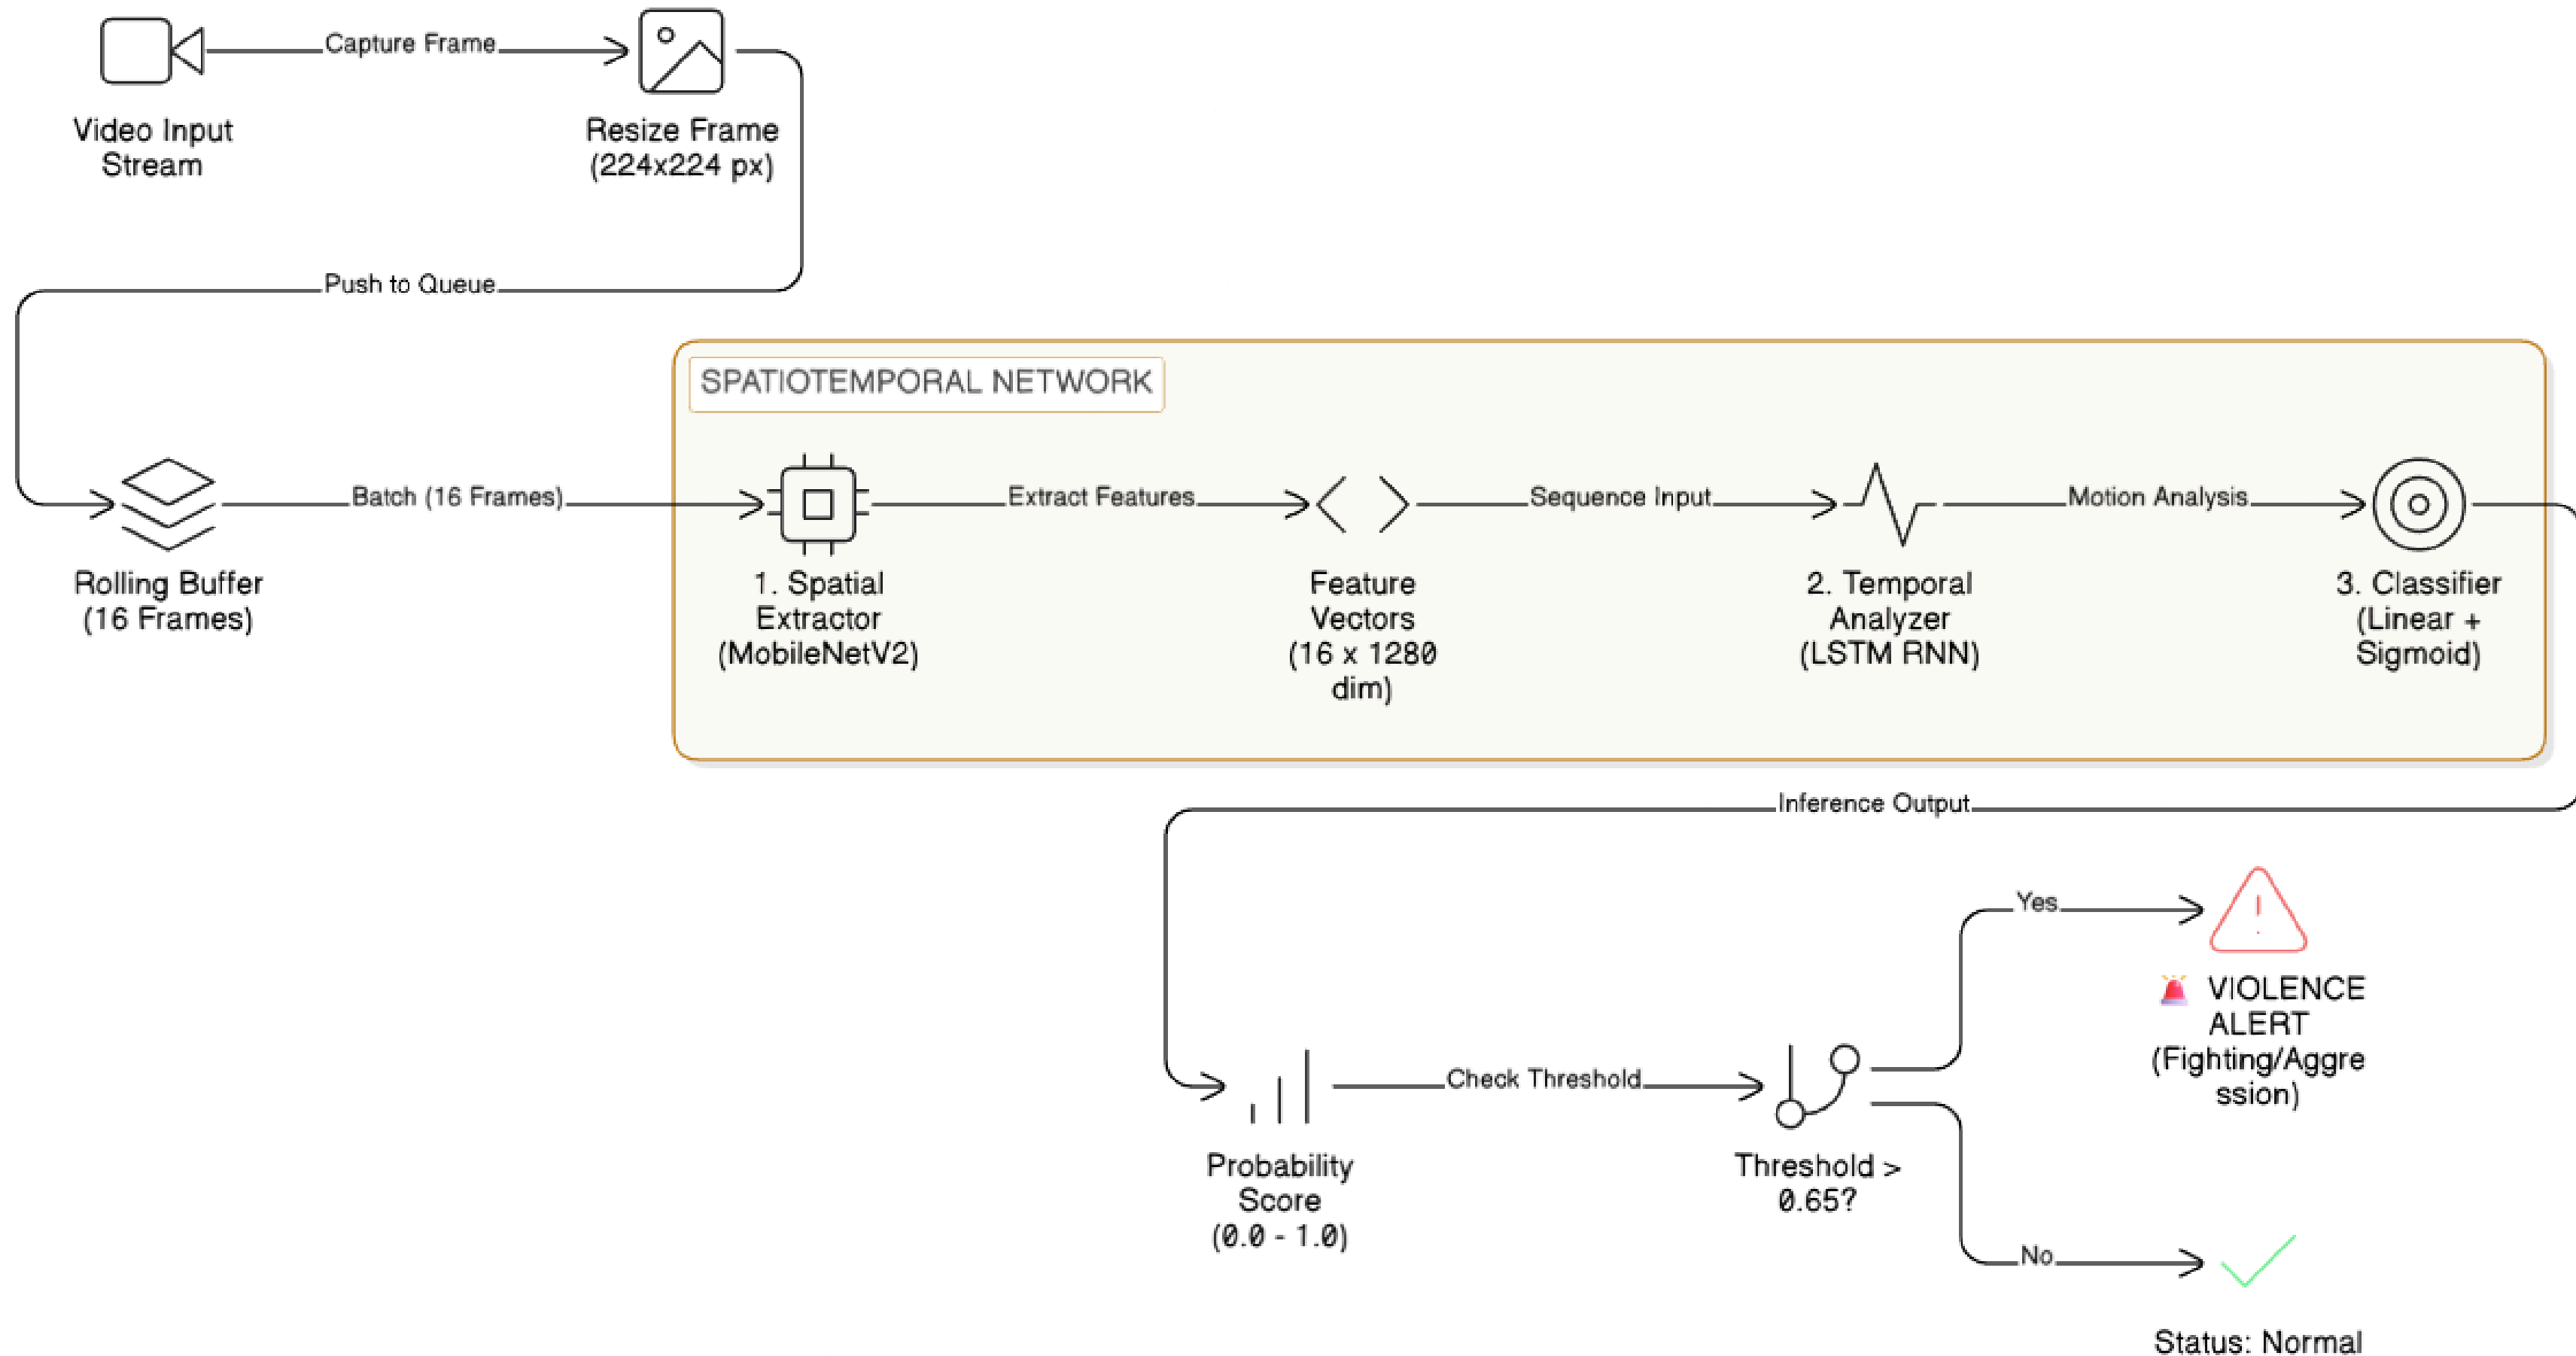 Capture Frame
Video Input
Stream
Resize Frame
(224x224 px)
Push to Queue
SPATIOTEMPORAL NETWORK
Batch (16 Frames)
Extract Features
Sequence Input
Motion Analysis
Rolling Buffer
(16 Frames)
1. Spatial
Extractor
(MobileNetV2)
Feature
Vectors
(16 x 1280
dim)
2. Temporal
Analyzer
(LSTM RNN)
3. Classifier
(Linear +
Sigmoid)
Inference Output
Yes
🚨 VIOLENCE
ALERT
(Fighting/Aggre
ssion)
Check Threshold
Probability
Score
(0.0 - 1.0)
Threshold >
0.65?
No
Status: Normal